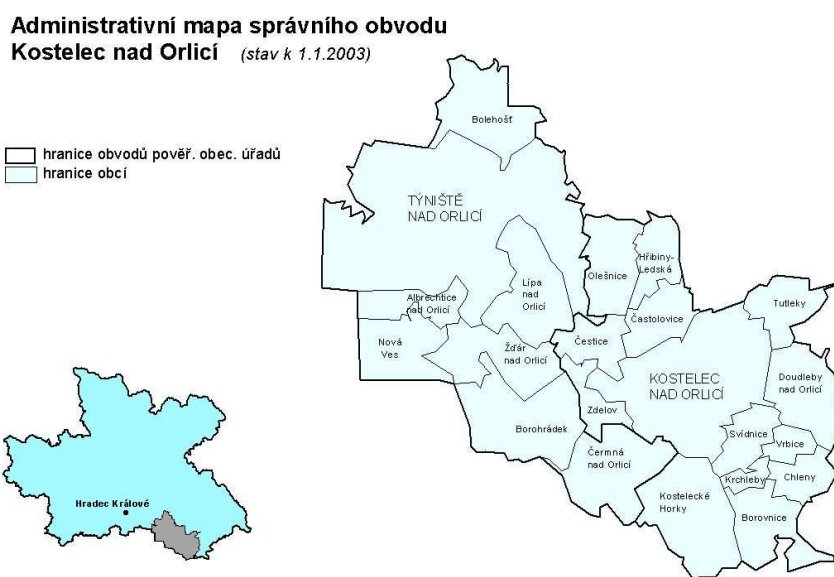 Administrativní mapa správního obvodu
Kostelec nad Orlicí (stav k 1.1.2003)
hranice obvodů pověř. obec. úřadů
hranice obcí
Bolehošť
TÝNIŠTĚ
NAD ORLICÍ
Olešnice
Hřibiny-
Ledská
Lípa
nad
Orlicí
Albrechtice
nad Orlicí
Častolovice
Tutleky
Nová
Ves
Žďár
nad Orlicí
Čestice
KOSTELEC
NAD ORLICÍ
Doudleby
nad Orlicí
Zdelov
Borohrádek
Svídnice
Vrbice
Čermná
nad Orlicí
Krchleby
Chleny
Kostelecké
Horky
Borovnice
Hradec Králové